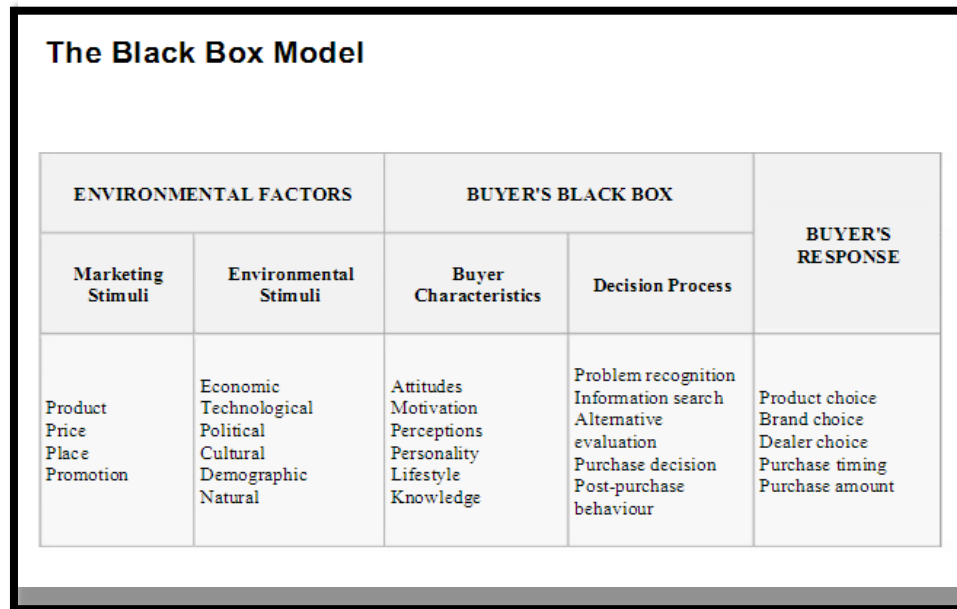 The Black Box Model
ENVIRONMENTAL FACTORS
BUYER'S BLACK BOX
BUYER'S
RESPONSE
Marketing
Stimuli
Environmental
Stimuli
Buyer
Characteristics
Decision Process
Product
Price
Place
Promotion
Economic
Technological
Political
Cultural
Demographic
Natural
Attitudes
Motivation
Perceptions
Personality
Lifestyle
Knowledge
Problem recognition
Information search
Alternative
evaluation
Purchase decision
Post-purchase
behaviour
Product choice
Brand choice
Dealer choice
Purchase timing
Purchase amount